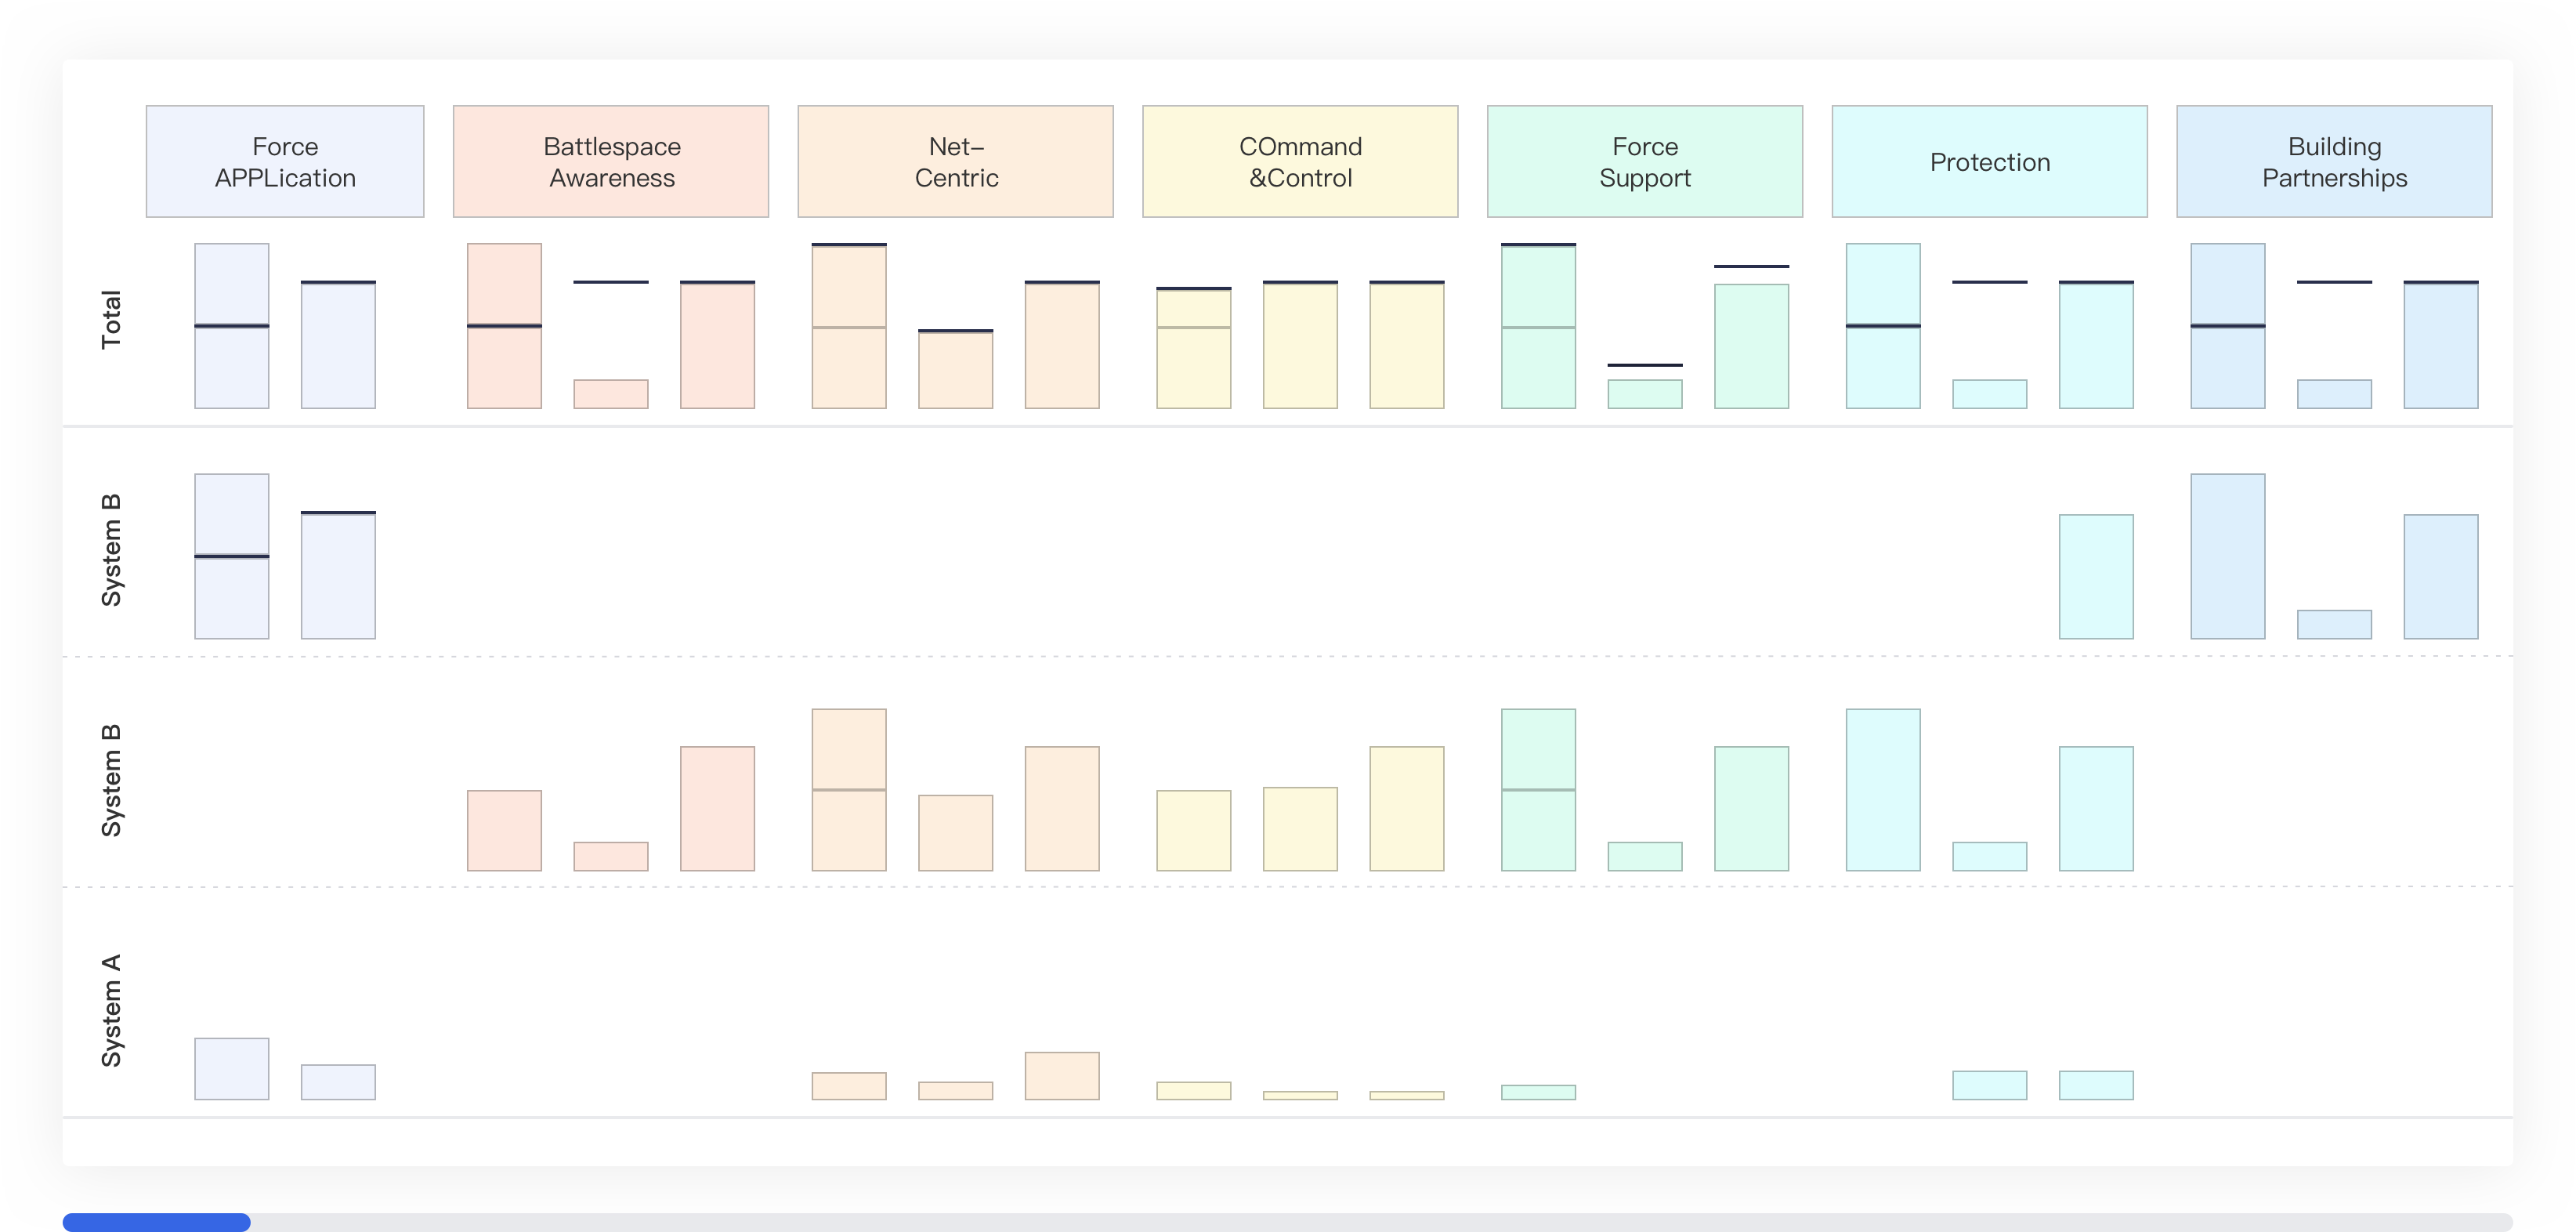 Force
APPLication
Battlespace
Awareness
Net–
Centric
COmmand
&Control
Force
Support
Protection
Building
Partnerships
Total
System B
System B
System A